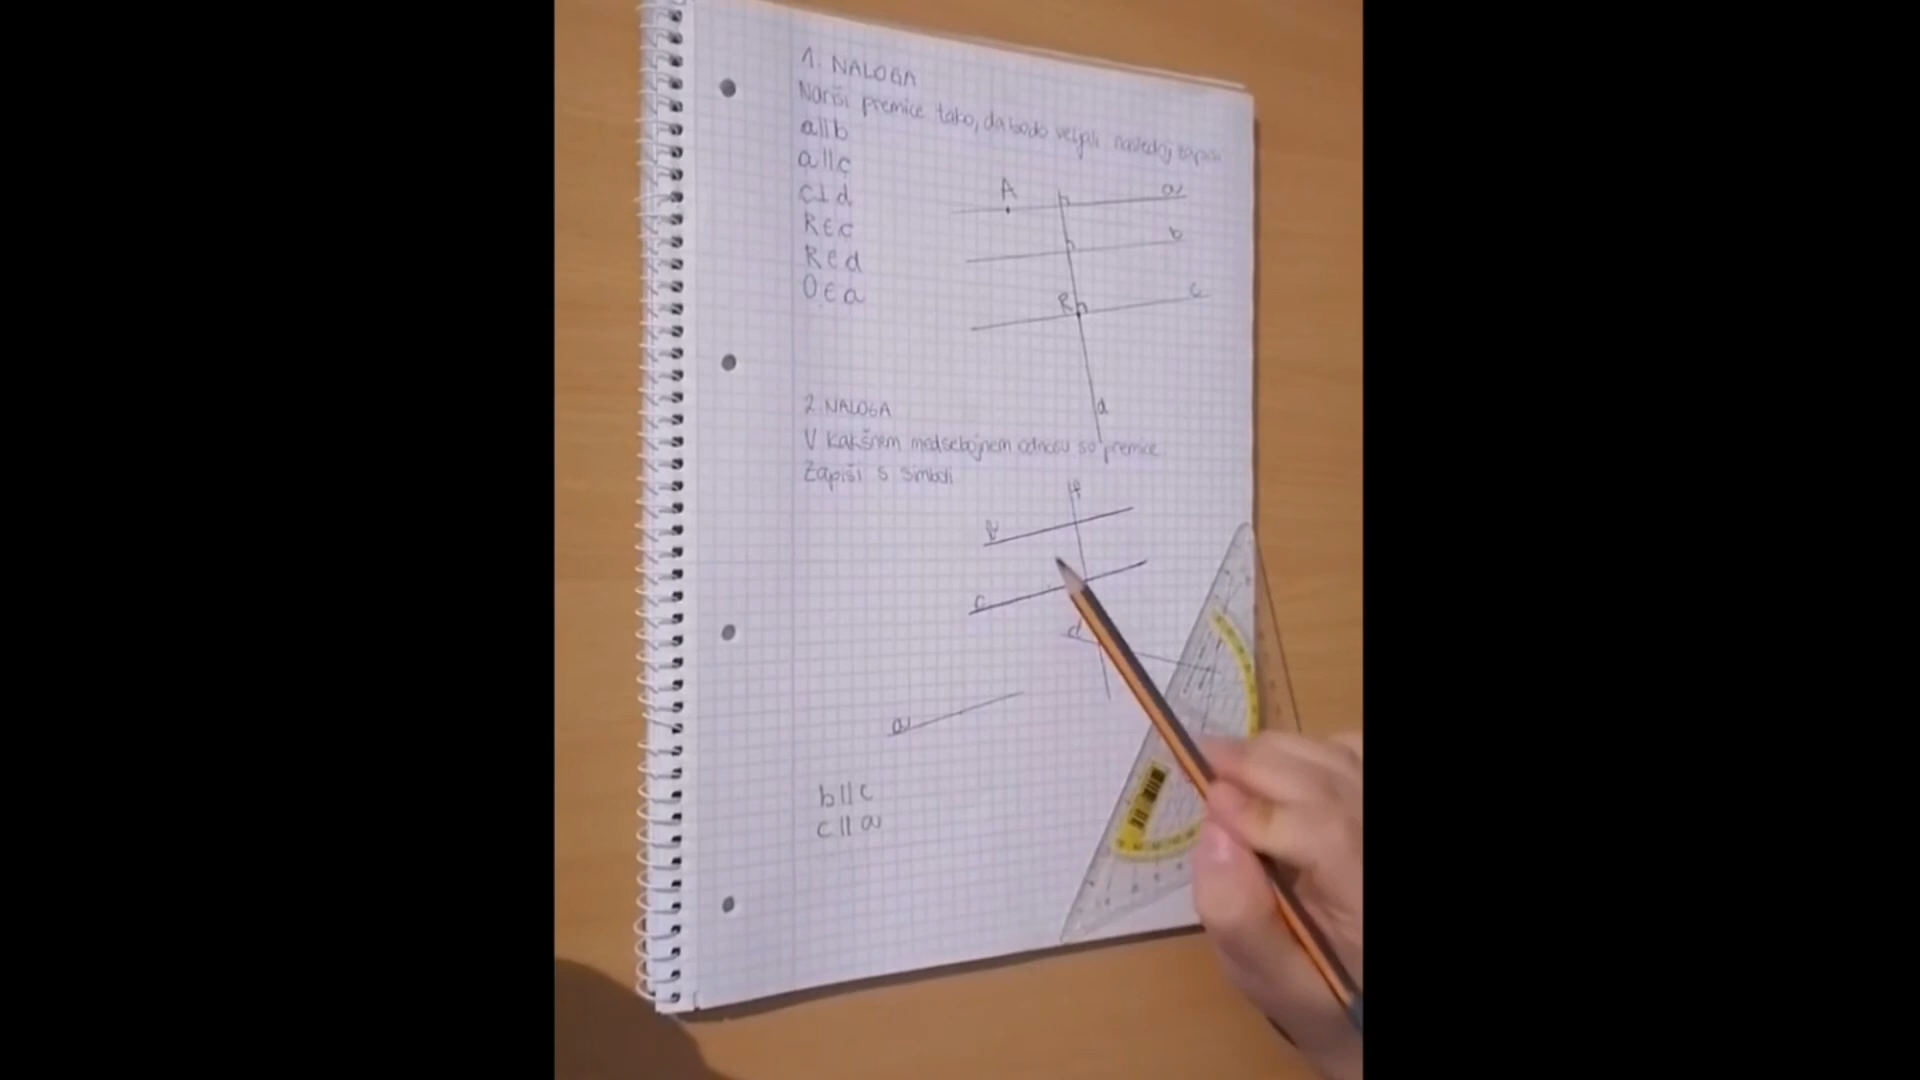 1. NALOGA
Nariši premice tako, da bodo veljali naslednji zapisi
a||b
a||c
c⊥d
R∈c
R∈d
O∈a
A
a
b
R
c
d
2. NALOGA
V kakšnem medsebojnem odnosu so premice
Zapiši s simboli
f
b
c
d
a
b||c
c||a